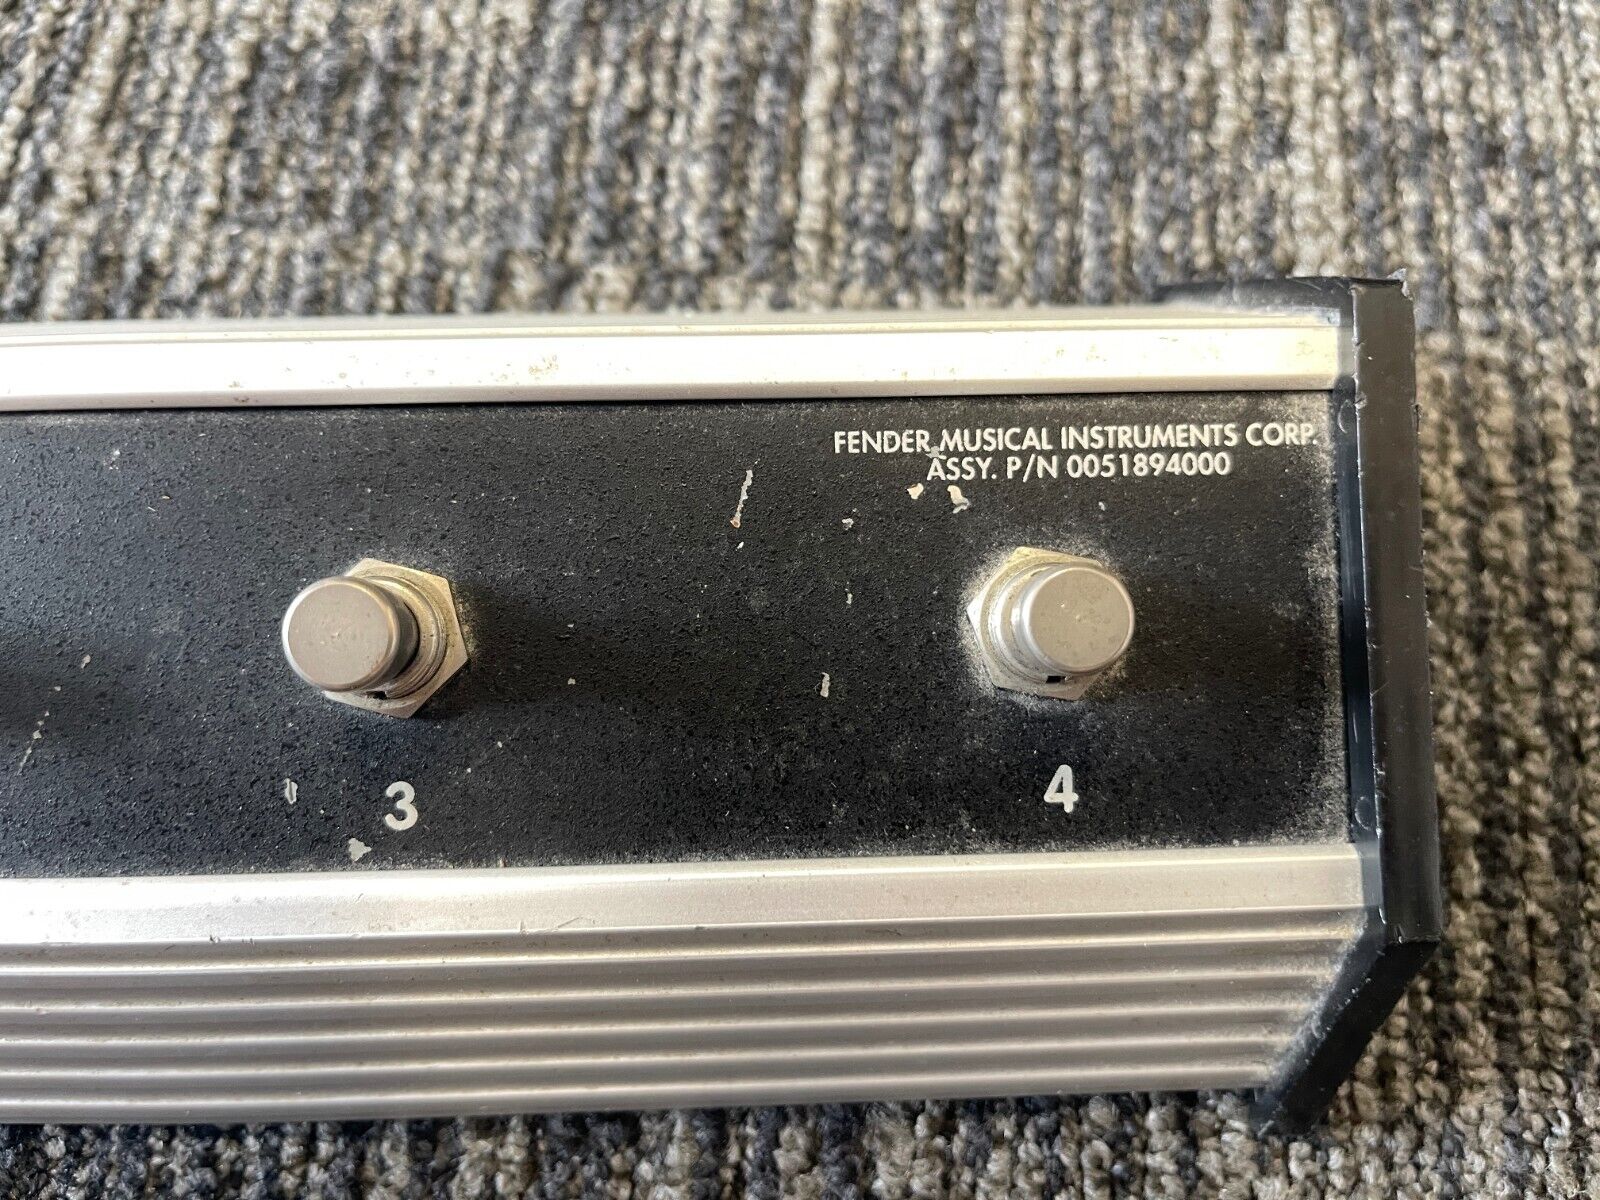 FENDER MUSICAL INSTRUMENTS CORP.
ASSY. P/N 0051894000
3
4